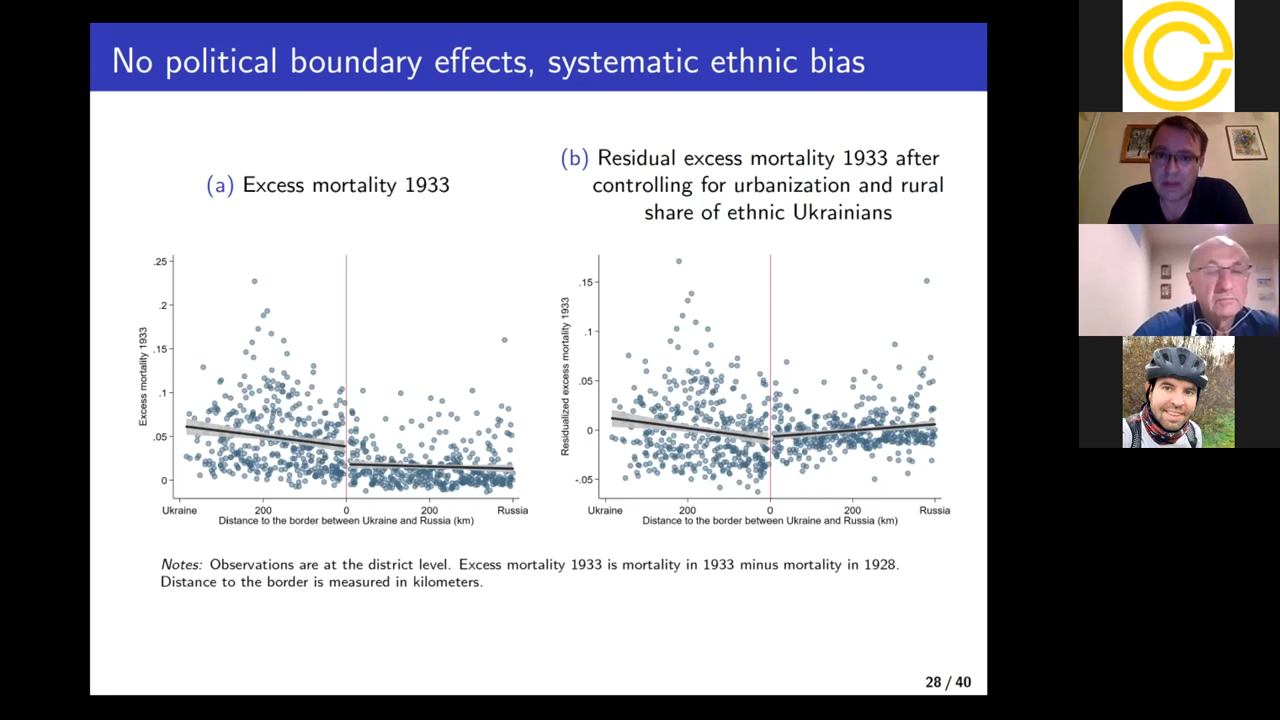 No political boundary effects, systematic ethnic bias
(a) Excess mortality 1933
(b) Residual excess mortality 1933 after
controlling for urbanization and rural
share of ethnic Ukrainians
Excess mortality 1933
.25
.2
.15
.1
.05
0
Ukraine
200
0
200
Russia
Distance to the border between Ukraine and Russia (km)
Residualized excess mortality 1933
.15
.1
.05
0
-.05
Ukraine
200
0
200
Russia
Distance to the border between Ukraine and Russia (km)
Notes: Observations are at the district level. Excess mortality 1933 is mortality in 1933 minus mortality in 1928.
Distance to the border is measured in kilometers.
28 / 40